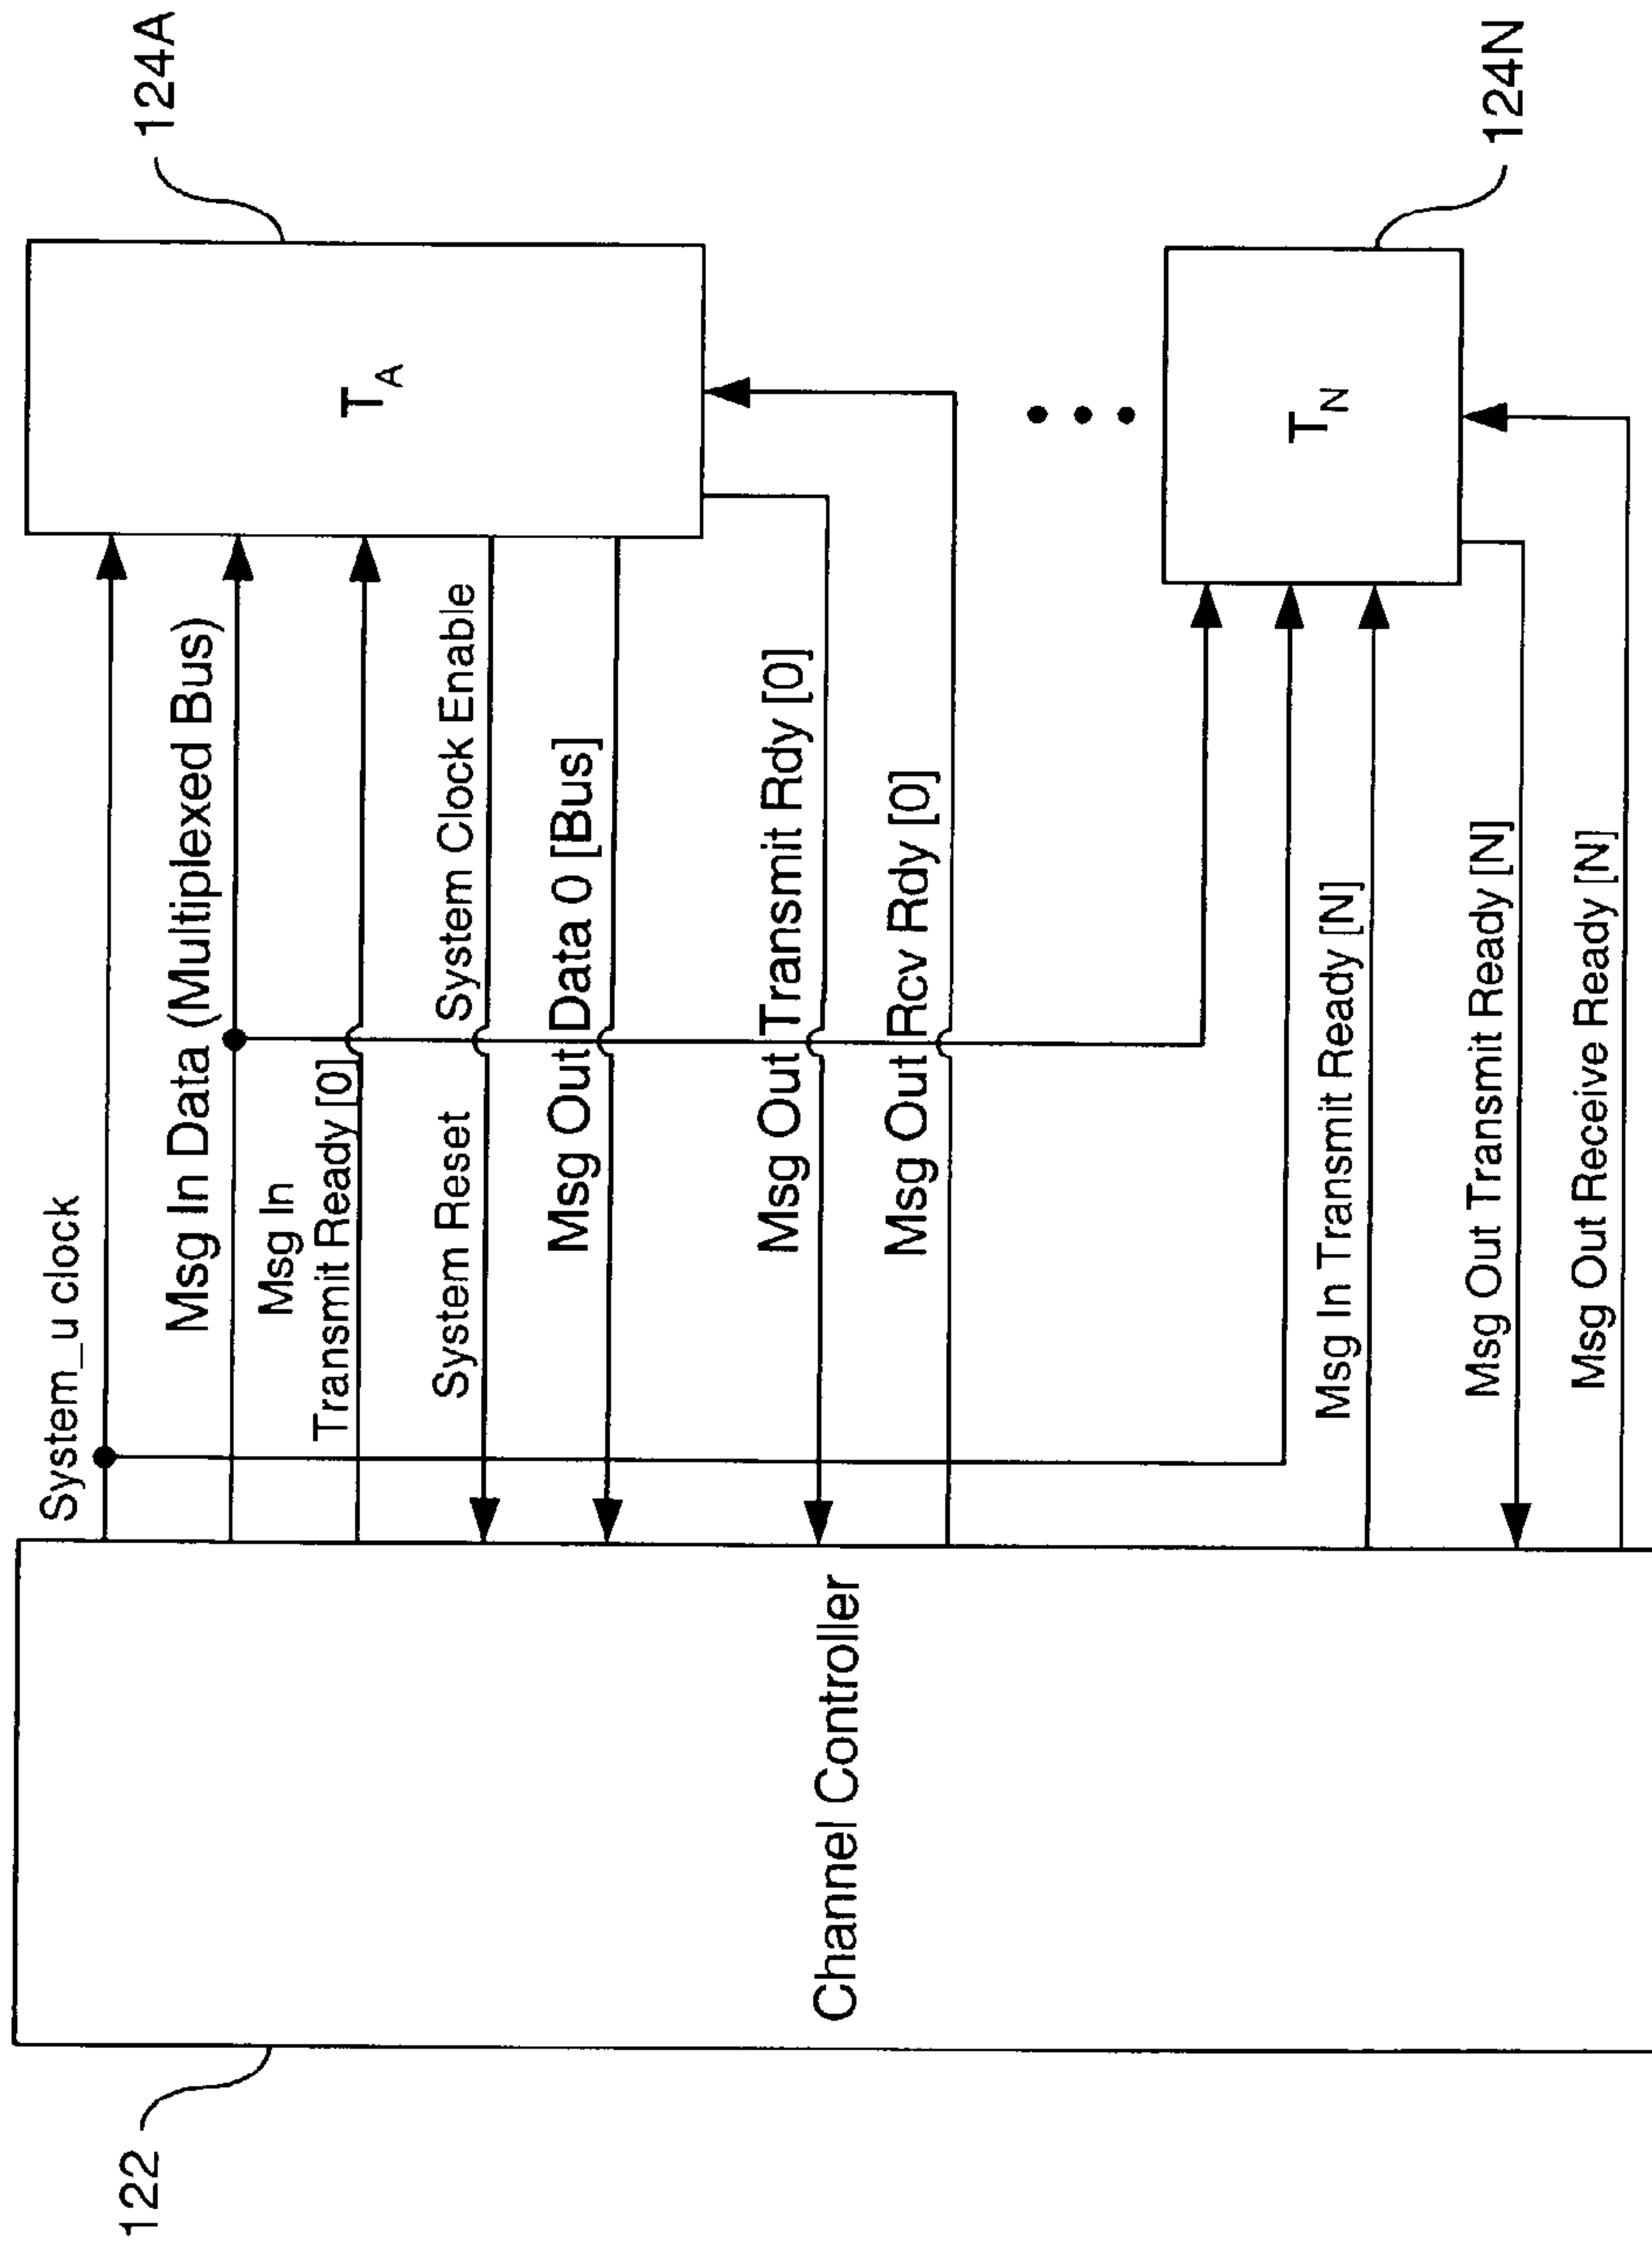 124A
System_u clock
Msg In Data (Multiplexed Bus)
Msg In
Transmit Ready [0]
System Reset
System Clock Enable
Msg Out Data 0 [Bus]
T A
Msg Out Transmit Rdy [0]
Msg Out Rcv Rdy [0]
Channel Controller
122
T N
124N
Msg In Transmit Ready [N]
Msg Out Transmit Ready [N]
Msg Out Receive Ready [N]